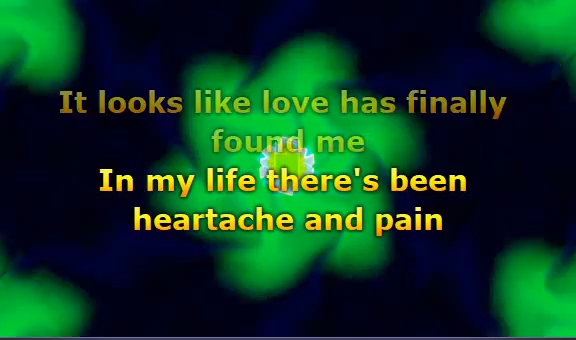 It looks like love has finally
found me
In my life there's been
heartache and pain